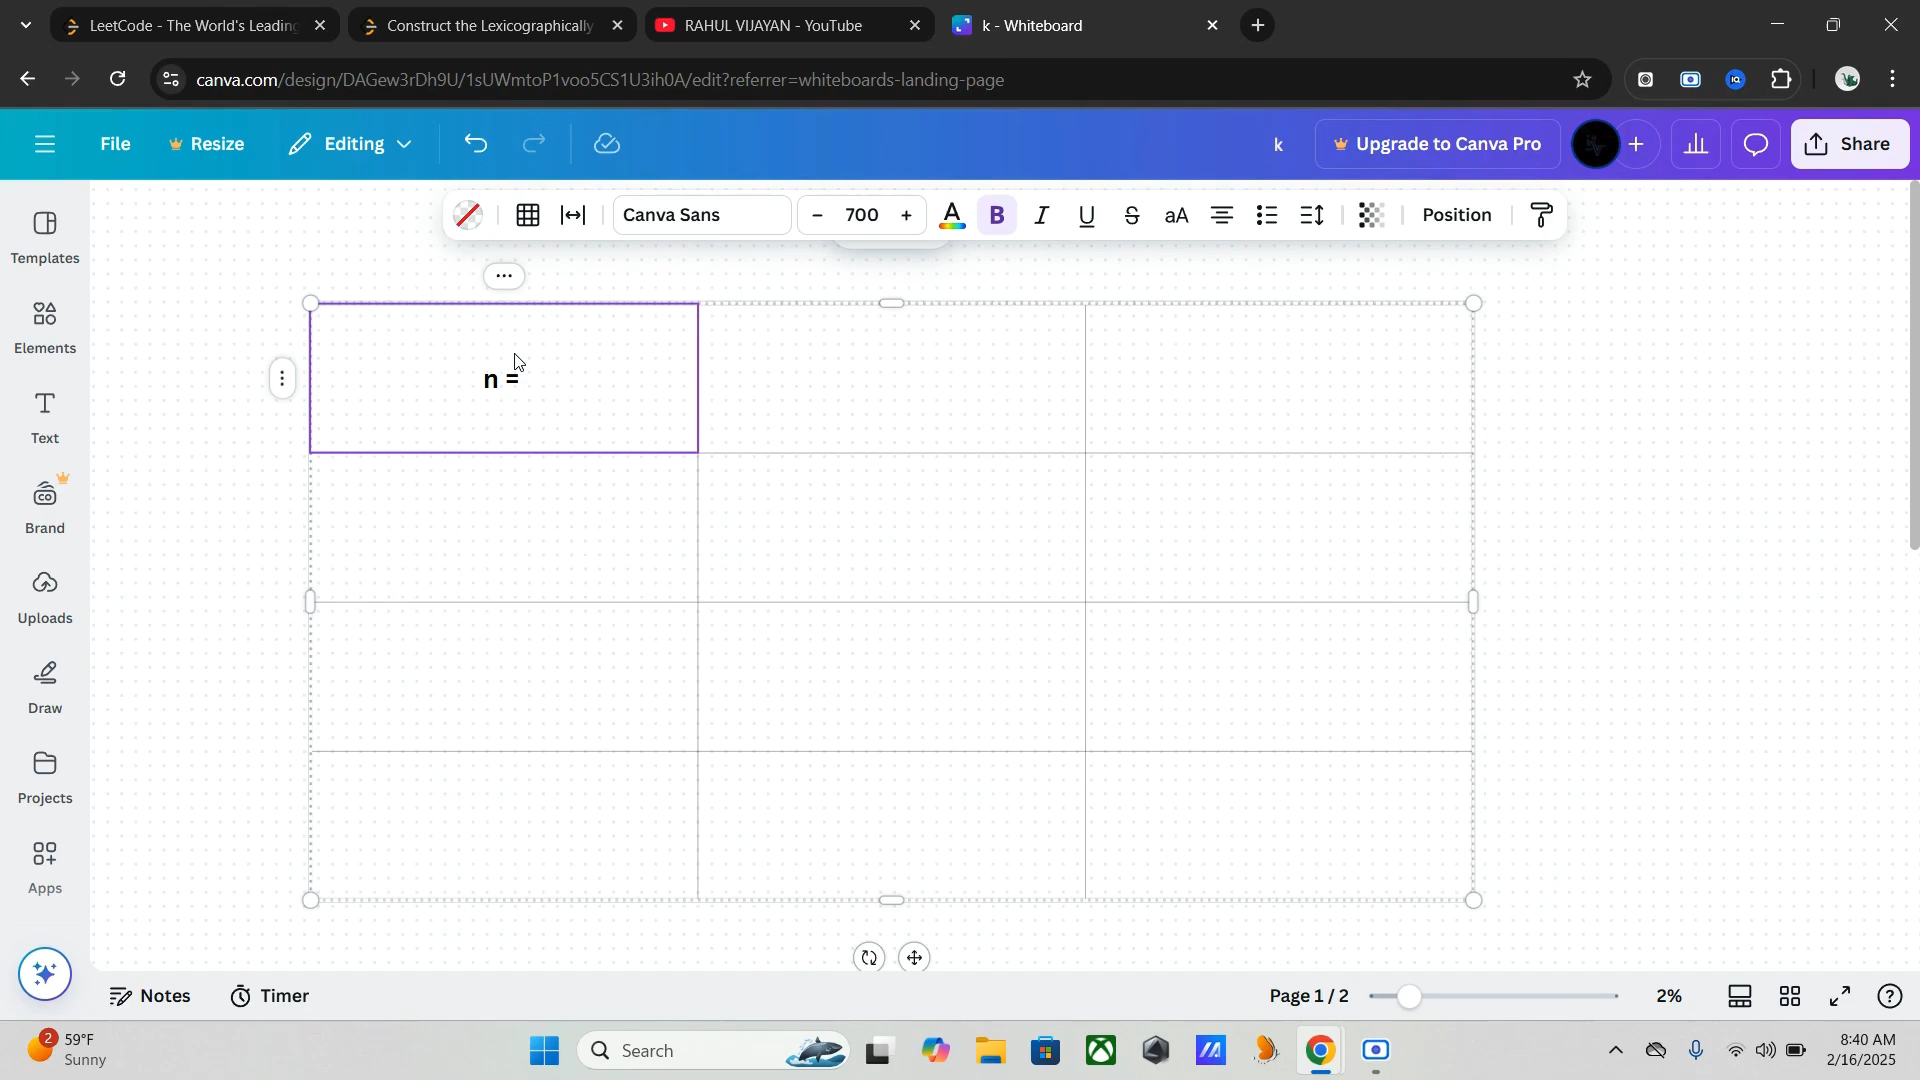 LeetCode - The World's Leading
Construct the Lexicographically
RAHUL VIJAYAN - YouTube
k - Whiteboard
canva.com/design/DAGew3rDh9U/1sUWmtoP1voo5CS1U3ih0A/edit?referrer=whiteboards-landing-page
File
Resize
Editing
k
Upgrade to Canva Pro
Share
Canva Sans
700
Position
Templates
Elements
Text
Brand
Uploads
Draw
Projects
Apps
n =
Notes
Timer
Page 1 / 2
2%
2
59°F
Sunny
Search
8:40 AM
2/16/2025